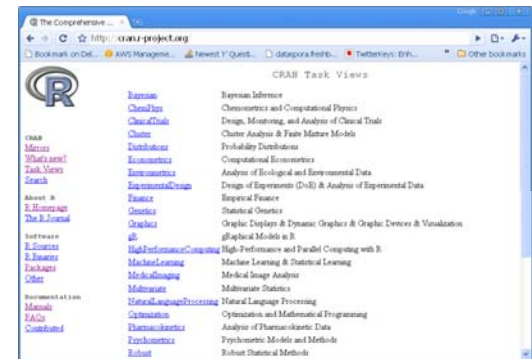 The Comprehensive ...
http://cran.r-project.org
Bookmark on Del... AWS Manageme... Newest 'r' Questi... dataspora.freshb... TwitterKeys: Enh... » Other bookmarks
R
CRAN
Mirrors
What's new?
Task Views
Search
About R
R Homepage
The R Journal
Software
R Sources
R Binaries
Packages
Other
Documentation
Manuals
FAQs
Contributed
CRAN Task Views
Bayesian Bayesian Inference
ChemPhys Chemometrics and Computational Physics
ClinicalTrials Design, Monitoring, and Analysis of Clinical Trials
Cluster Cluster Analysis & Finite Mixture Models
Distributions Probability Distributions
Econometrics Computational Econometrics
Environmetrics Analysis of Ecological and Environmental Data
ExperimentalDesign Design of Experiments (DoE) & Analysis of Experimental Data
Finance Empirical Finance
Genetics Statistical Genetics
Graphics Graphic Displays & Dynamic Graphics & Graphic Devices & Visualization
gR gRaphical Models in R
HighPerformanceComputing High-Performance and Parallel Computing with R
MachineLearning Machine Learning & Statistical Learning
MedicalImaging Medical Image Analysis
Multivariate Multivariate Statistics
NaturalLanguageProcessing Natural Language Processing
Optimization Optimization and Mathematical Programming
Pharmacokinetics Analysis of Pharmacokinetic Data
Psychometrics Psychometric Models and Methods
Robust Robust Statistical Methods